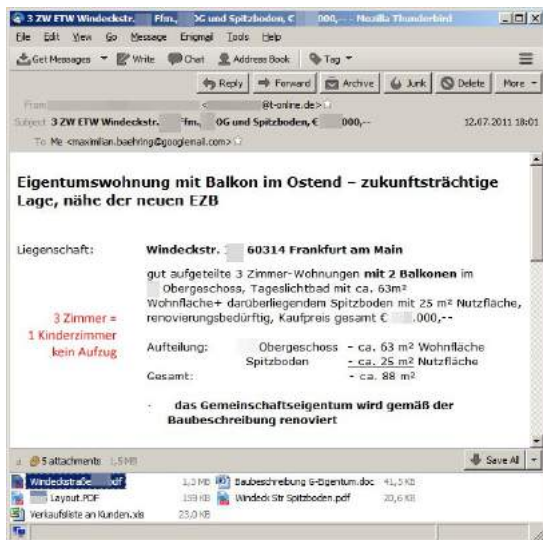 3 ZW ETW Windeckstr. Ffm., OG und Spitzboden, € 000,-- - Mozilla Thunderbird
File Edit View Go Message Enigmail Tools Help
Get Messages Write Chat Address Book Tag
Reply Forward Archive Junk Delete More
From < @t-online.de>
Subject 3 ZW ETW Windeckstr. Ffm., OG und Spitzboden, € 000,-- 12.07.2011 18:01
To Me <maximilian.baehring@googlemail.com>
Eigentumswohnung mit Balkon im Ostend – zukunftsträchtige
Lage, nähe der neuen EZB
Liegenschaft: Windeckstr. 60314 Frankfurt am Main
gut aufgeteilte 3 Zimmer-Wohnungen mit 2 Balkonen im
Obergeschoss, Tageslichtbad mit ca. 63m²
Wohnfläche+ darüberliegendem Spitzboden mit 25 m² Nutzfläche,
renovierungsbedürftig, Kaufpreis gesamt € .000,--
3 Zimmer =
1 Kinderzimmer
kein Aufzug
Aufteilung: Obergeschoss - ca. 63 m² Wohnfläche
Spitzboden - ca. 25 m² Nutzfläche
Gesamt: - ca. 88 m²
- das Gemeinschaftseigentum wird gemäß der
Baubeschreibung renoviert
5 attachments 1,5 MB Save All
Windeckstraße pdf 1,3 MB Baubeschreibung G-Eigentum.doc 41,5 KB
Layout.PDF 159 KB Windeck Str Spitzboden.pdf 20,6 KB
Verkaufsliste an Kunden.xls 23,0 KB